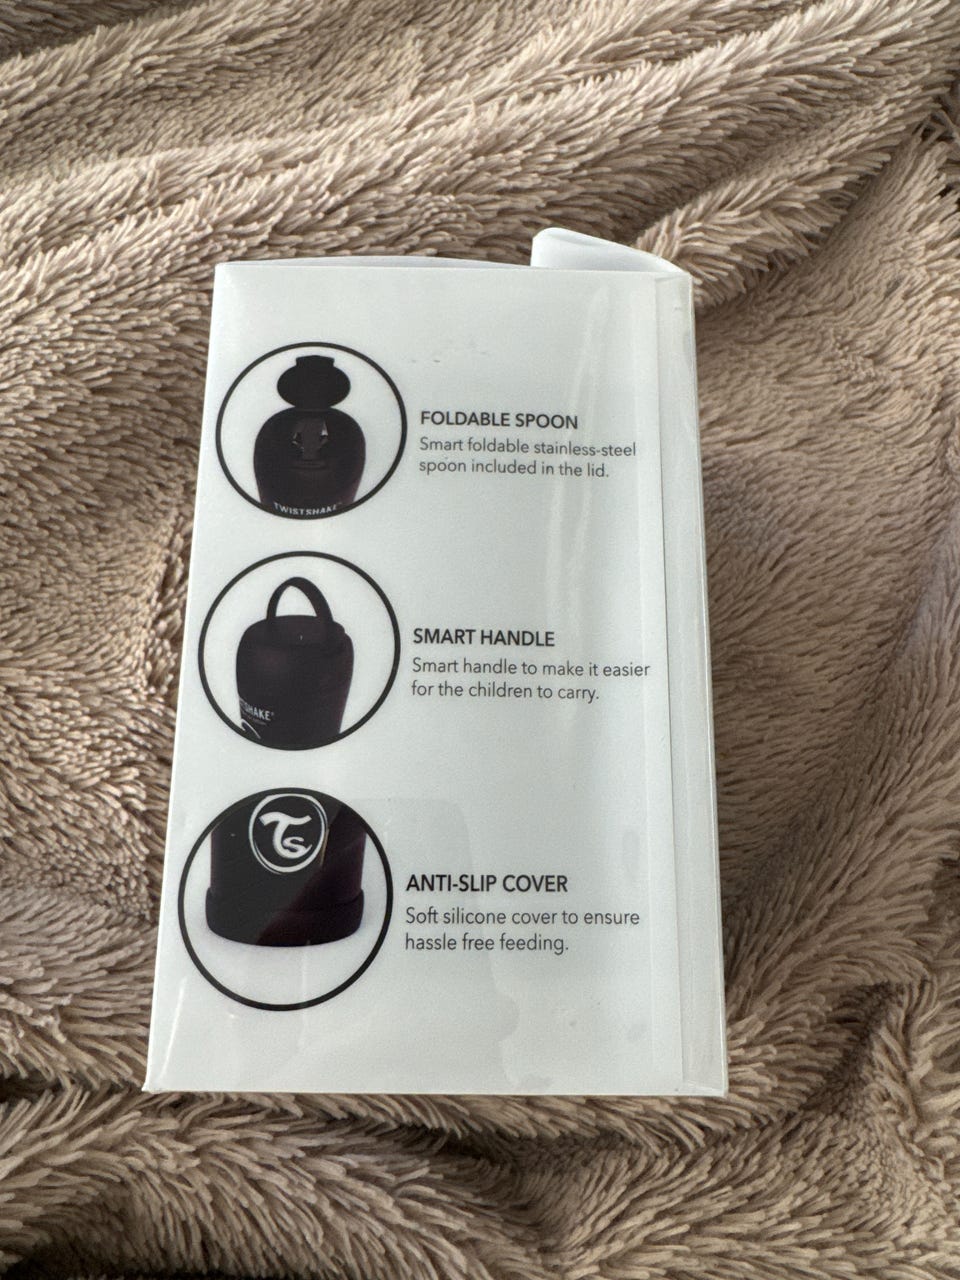 FOLDABLE SPOON
Smart foldable stainless-steel
spoon included in the lid.
TWISTSHAKE
SMART HANDLE
Smart handle to make it easier
for the children to carry.
TSHAKE
Ts
ANTI-SLIP COVER
Soft silicone cover to ensure
hassle free feeding.